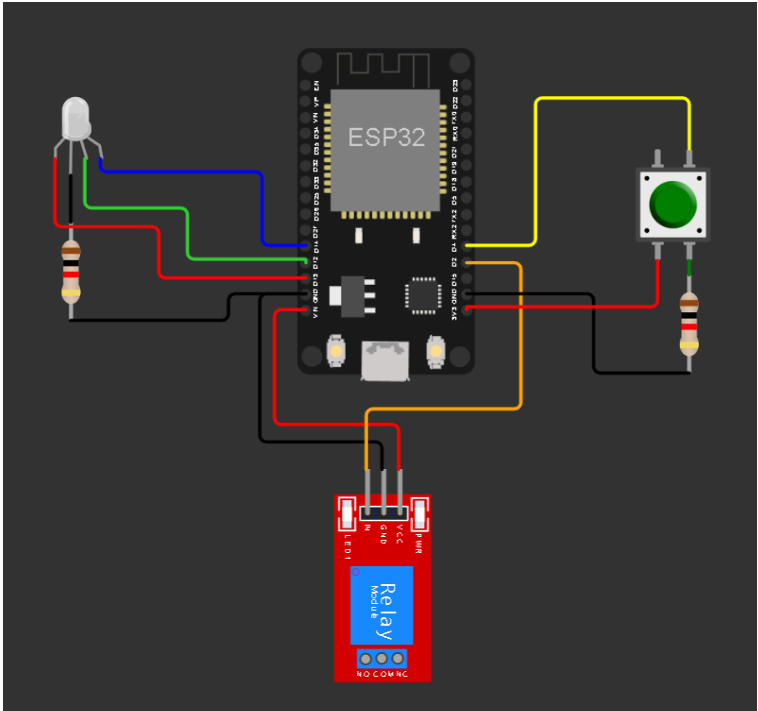 ESP32
EN
VP
VN
D34
D35
D32
D33
D25
D26
D27
D14
D12
D13
GND
VIN
D23
D22
TX0
RX0
D21
D19
D18
D5
TX2
RX2
D4
D2
D15
GND
3V3
IN
GND
VCC
LED1
PWR
Relay
Module
NO COM NC